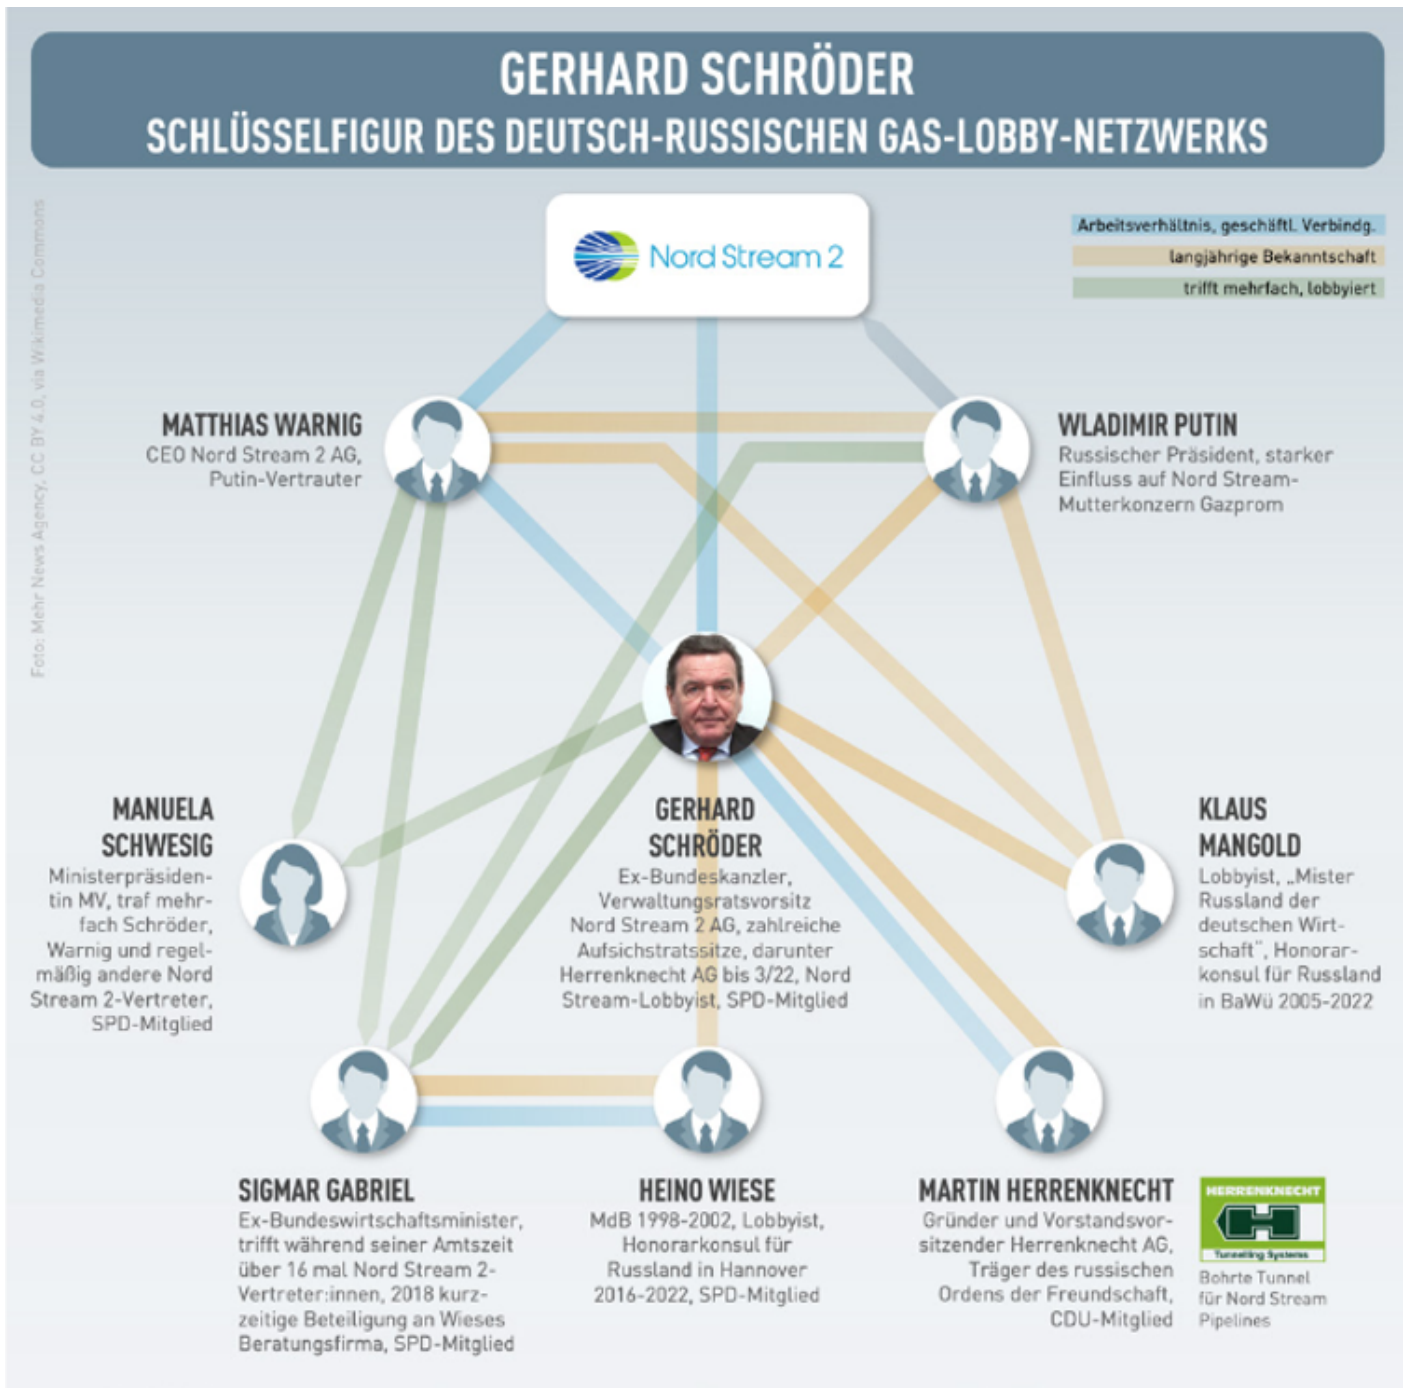 GERHARD SCHRÖDER
SCHLÜSSELFIGUR DES DEUTSCH-RUSSISCHEN GAS-LOBBY-NETZWERKS
Foto: Mehr News Agency, CC BY 4.0, via Wikimedia Commons
Nord Stream 2
Arbeitsverhältnis, geschäftl. Verbindg.
langjährige Bekanntschaft
trifft mehrfach, lobbyiert
MATTHIAS WARNIG
CEO Nord Stream 2 AG,
Putin-Vertrauter
WLADIMIR PUTIN
Russischer Präsident, starker
Einfluss auf Nord Stream-
Mutterkonzern Gazprom
MANUELA
SCHWESIG
Ministerpräsiden-
tin MV, traf mehr-
fach Schröder,
Warnig und regel-
mäßig andere Nord
Stream 2-Vertreter,
SPD-Mitglied
GERHARD
SCHRÖDER
Ex-Bundeskanzler,
Verwaltungsratsvorsitz
Nord Stream 2 AG, zahlreiche
Aufsichstratssitze, darunter
Herrenknecht AG bis 3/22, Nord
Stream-Lobbyist, SPD-Mitglied
KLAUS
MANGOLD
Lobbyist, „Mister
Russland der
deutschen Wirt-
schaft“, Honorar-
konsul für Russland
in BaWü 2005-2022
SIGMAR GABRIEL
Ex-Bundeswirtschaftsminister,
trifft während seiner Amtszeit
über 16 mal Nord Stream 2-
Vertreter:innen, 2018 kurz-
zeitige Beteiligung an Wieses
Beratungsfirma, SPD-Mitglied
HEINO WIESE
MdB 1998-2002, Lobbyist,
Honorarkonsul für
Russland in Hannover
2016-2022, SPD-Mitglied
MARTIN HERRENKNECHT
Gründer und Vorstandsvor-
sitzender Herrenknecht AG,
Träger des russischen
Ordens der Freundschaft,
CDU-Mitglied
HERRENKNECHT
Tunnelling Systems
Bohrte Tunnel
für Nord Stream
Pipelines